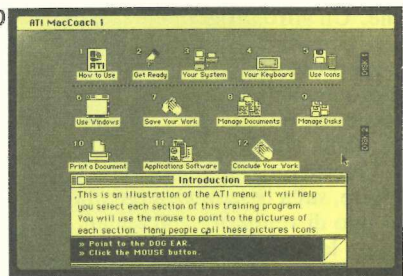 ATI MacCoach 1
1 2 3 4 5
ATI
How to Use Get Ready Your System Your Keyboard Use Icons
DISK 1
6 7 8 9
Use Windows Save Your Work Manage Documents Manage Disks
DISK 2
10 11 12
Print a Document Applications Software Conclude Your Work
Introduction
This is an illustration of the ATI menu. It will help
you select each section of this training program.
You will use the mouse to point to the pictures of
each section. Many people call these pictures icons
» Point to the DOG EAR.
» Click the MOUSE button.